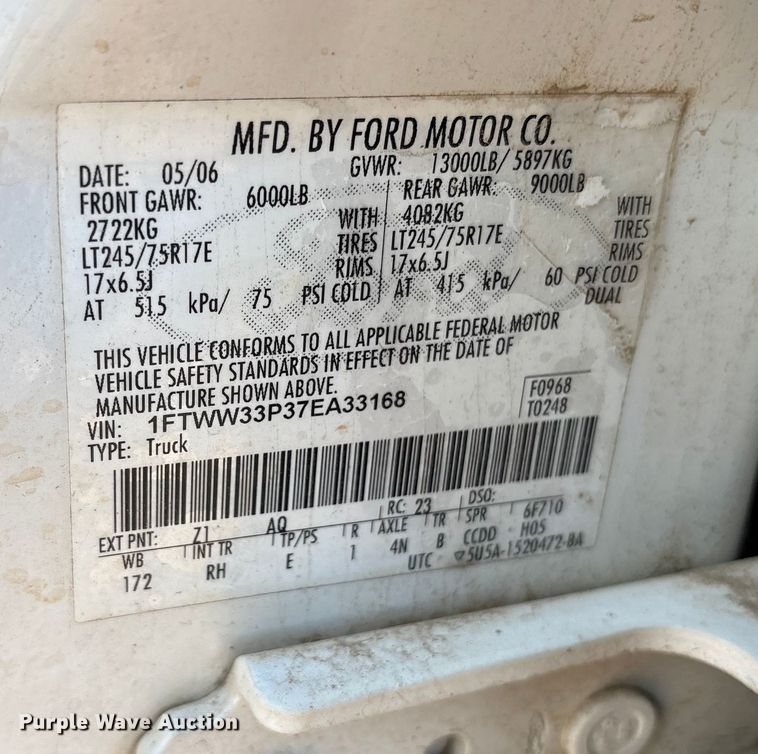 MFD. BY FORD MOTOR CO.
DATE: 05/06 GVWR: 13000LB/ 5897KG
FRONT GAWR: 6000LB REAR GAWR: 9000LB
2722KG WITH 4082KG WITH
LT245/75R17E TIRES LT245/75R17E TIRES
17x6.5J RIMS 17x6.5J RIMS
AT 515 kPa/ 75 PSI COLD AT 415 kPa/ 60 PSI COLD
DUAL
THIS VEHICLE CONFORMS TO ALL APPLICABLE FEDERAL MOTOR
VEHICLE SAFETY STANDARDS IN EFFECT ON THE DATE OF
MANUFACTURE SHOWN ABOVE.
VIN: 1FTWW33P37EA33168
F0968
T0248
TYPE: Truck
EXT PNT: Z1 AQ RC: 23 DSO:
WB INT TR TP/PS R AXLE TR SPR 6F710
172 RH E 1 4N B CCDD H05
UTC ▽5U5A-1520472-BA
Purple Wave Auction